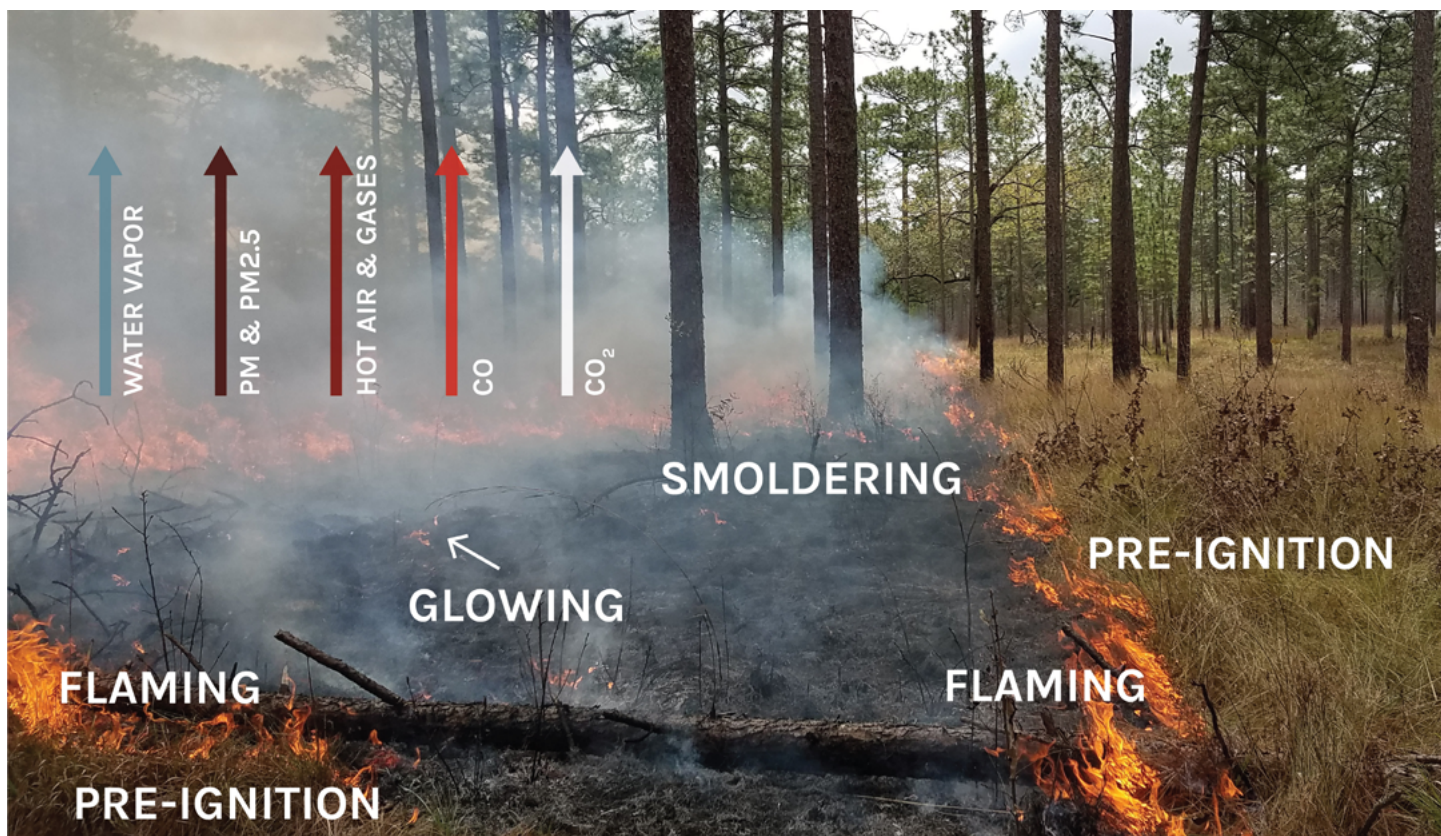 WATER VAPOR
PM & PM2.5
HOT AIR & GASES
CO
CO₂
SMOLDERING
PRE-IGNITION
GLOWING
FLAMING
FLAMING
PRE-IGNITION